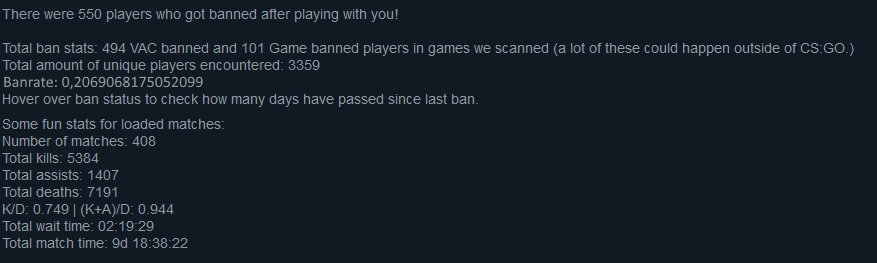 There were 550 players who got banned after playing with you!
Total ban stats: 494 VAC banned and 101 Game banned players in games we scanned (a lot of these could happen outside of CS:GO.)
Total amount of unique players encountered: 3359
Banrate: 0,2069068175052099
Hover over ban status to check how many days have passed since last ban.
Some fun stats for loaded matches:
Number of matches: 408
Total kills: 5384
Total assists: 1407
Total deaths: 7191
K/D: 0.749 | (K+A)/D: 0.944
Total wait time: 02:19:29
Total match time: 9d 18:38:22